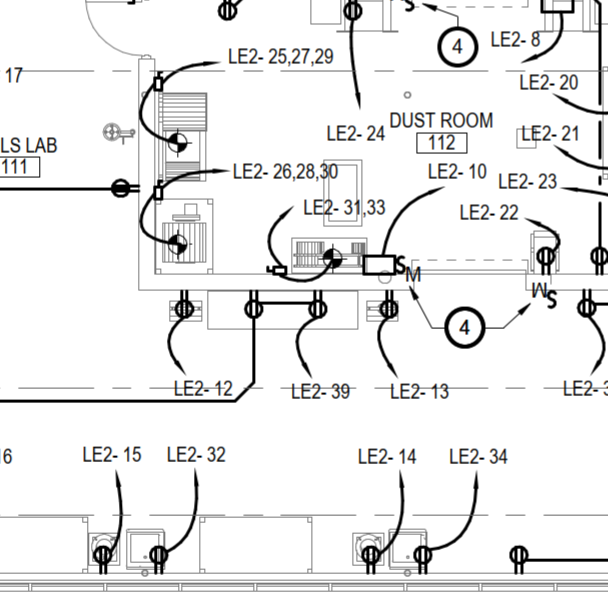 S
4
LE2- 8
LE2- 25,27,29
17
LE2- 20
DUST ROOM
112
LE2- 24
LE2- 21
LS LAB
111
LE2- 26,28,30
LE2- 10
LE2- 23
LE2- 31,33
LE2- 22
S
M
M
S
4
LE2- 12
LE2- 39
LE2- 13
LE2- 3
LE2- 15
LE2- 32
LE2- 14
LE2- 34
16